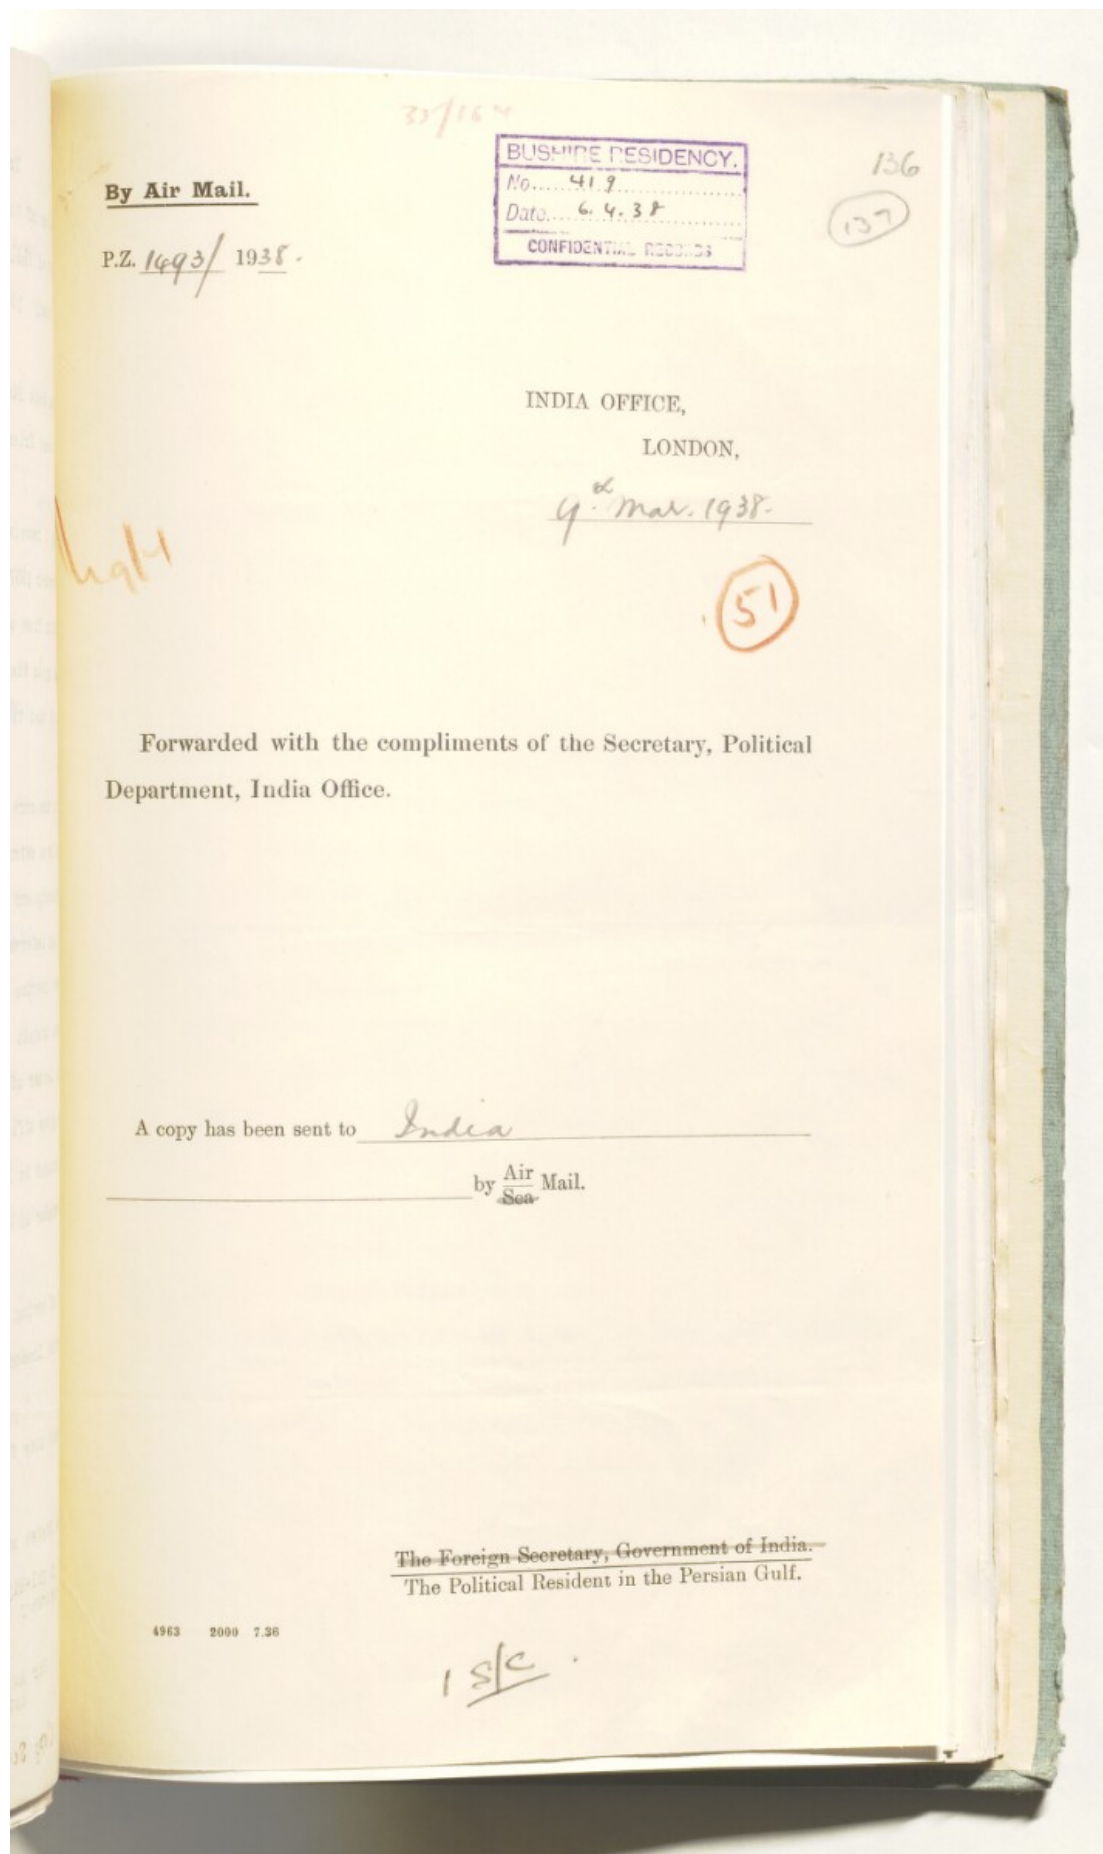 33/164
BUSHIRE RESIDENCY.
No. 419
Date. 6.4.38
CONFIDENTIAL RECORDS
136
137
By Air Mail.
P.Z. 1493/ 1938.
INDIA OFFICE,
LONDON,
9th Mar. 1938.
51
Forwarded with the compliments of the Secretary, Political
Department, India Office.
A copy has been sent to India
by Air Mail.
Sea
The Foreign Secretary, Government of India.
The Political Resident in the Persian Gulf.
4963 2000 7.36
1 S/C.